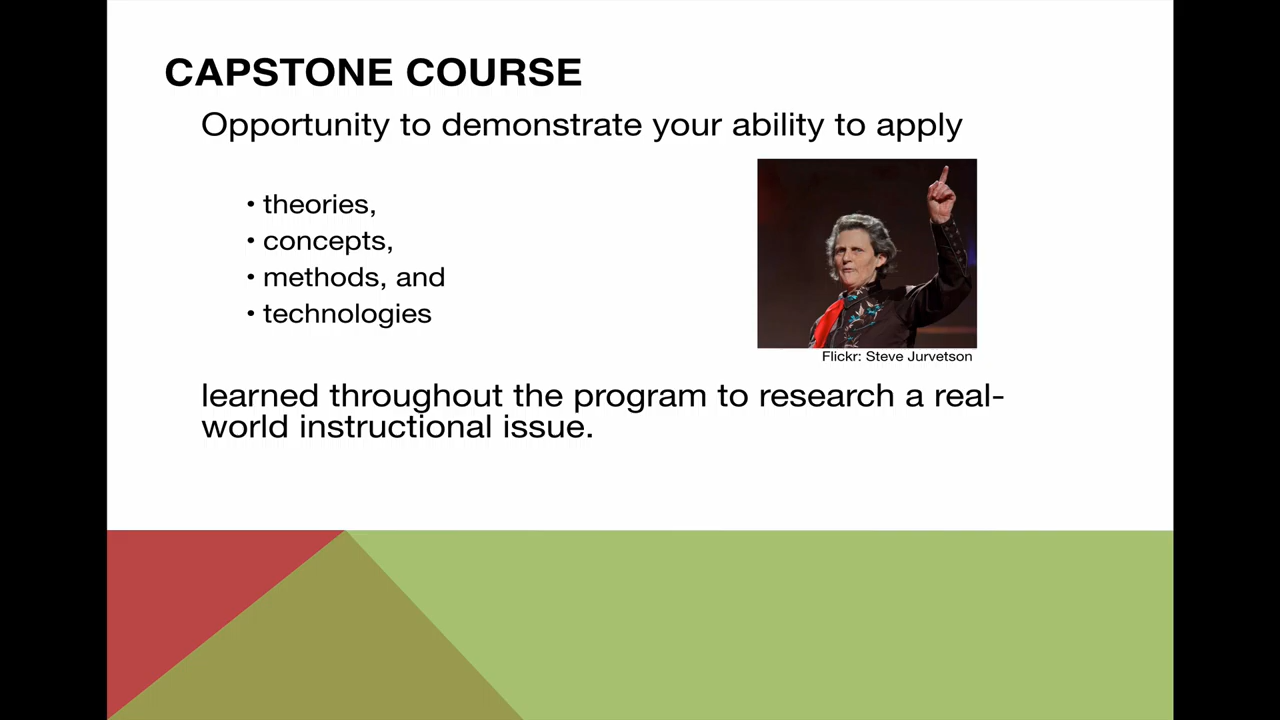 CAPSTONE COURSE
Opportunity to demonstrate your ability to apply
• theories,
• concepts,
• methods, and
• technologies
Flickr: Steve Jurvetson
learned throughout the program to research a real-
world instructional issue.